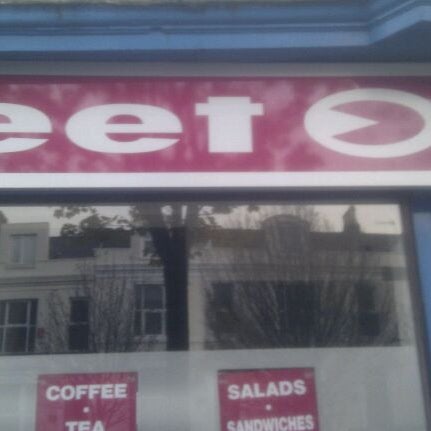 eet
COFFEE
·
TEA
SALADS
·
SANDWICHES